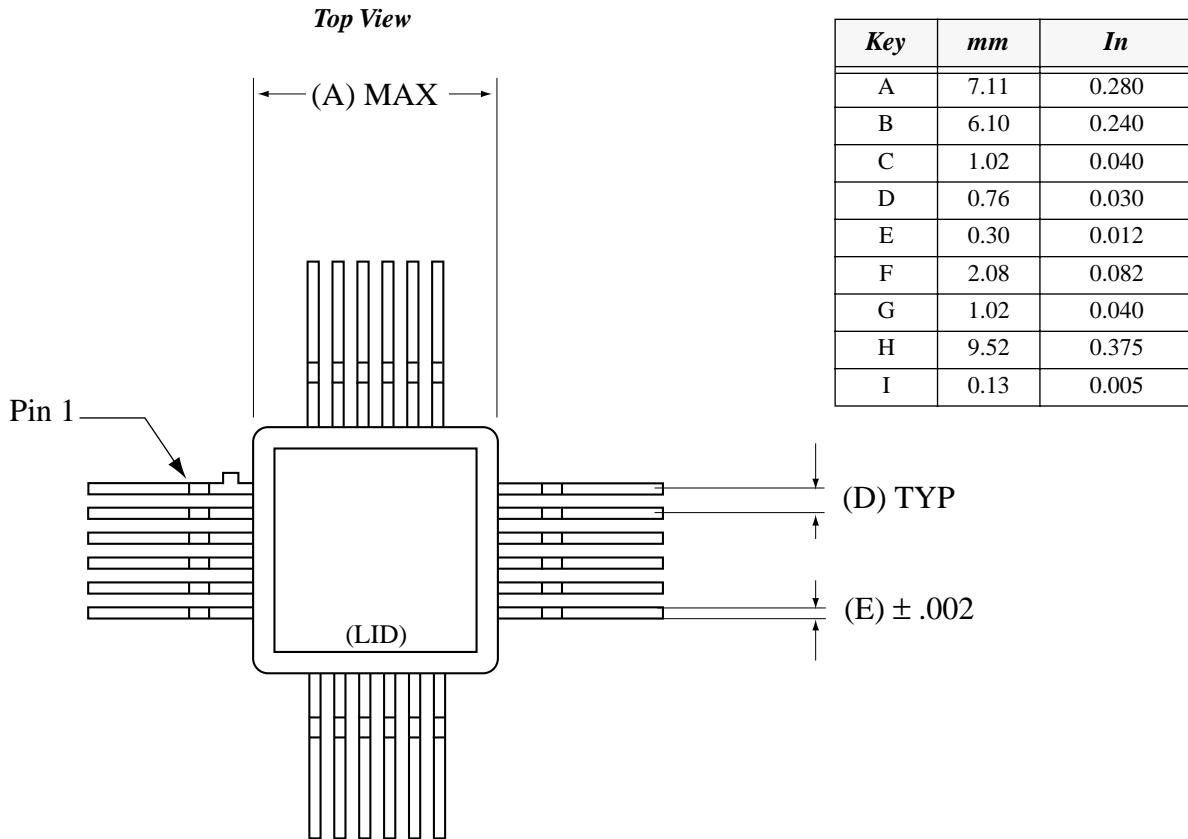 Top View
Key mm In
A 7.11 0.280
B 6.10 0.240
C 1.02 0.040
D 0.76 0.030
E 0.30 0.012
F 2.08 0.082
G 1.02 0.040
H 9.52 0.375
I 0.13 0.005
(A) MAX
Pin 1
(D) TYP
(E) ± .002
(LID)